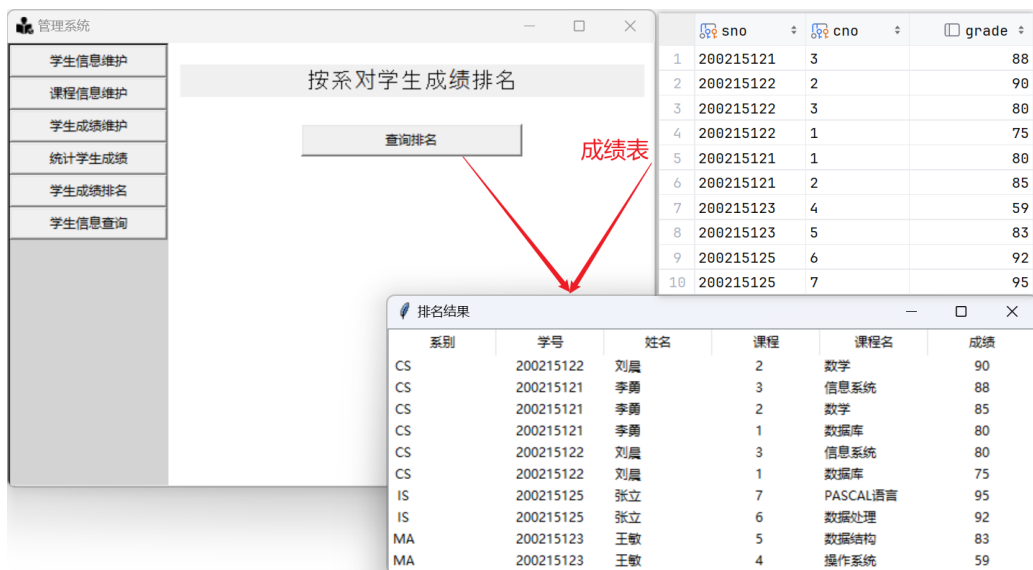 管理系统
学生信息维护
课程信息维护
学生成绩维护
统计学生成绩
学生成绩排名
学生信息查询
按系对学生成绩排名
查询排名
成绩表
sno cno grade
1 200215121 3 88
2 200215122 2 90
3 200215122 3 80
4 200215122 1 75
5 200215121 1 80
6 200215121 2 85
7 200215123 4 59
8 200215123 5 83
9 200215125 6 92
10 200215125 7 95
排名结果
系别 学号 姓名 课程 课程名 成绩
CS 200215122 刘晨 2 数学 90
CS 200215121 李勇 3 信息系统 88
CS 200215121 李勇 2 数学 85
CS 200215121 李勇 1 数据库 80
CS 200215122 刘晨 3 信息系统 80
CS 200215122 刘晨 1 数据库 75
IS 200215125 张立 7 PASCAL语言 95
IS 200215125 张立 6 数据处理 92
MA 200215123 王敏 5 数据结构 83
MA 200215123 王敏 4 操作系统 59